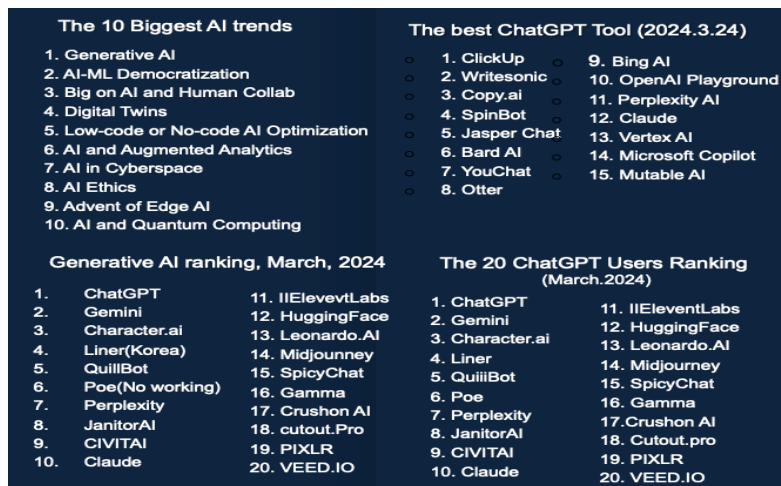 The 10 Biggest AI trends
1. Generative AI
2. AI-ML Democratization
3. Big on AI and Human Collab
4. Digital Twins
5. Low-code or No-code AI Optimization
6. AI and Augmented Analytics
7. AI in Cyberspace
8. AI Ethics
9. Advent of Edge AI
10. AI and Quantum Computing
The best ChatGPT Tool (2024.3.24)
1. ClickUp
2. Writesonic
3. Copy.ai
4. SpinBot
5. Jasper Chat
6. Bard AI
7. YouChat
8. Otter
9. Bing AI
10. OpenAI Playground
11. Perplexity AI
12. Claude
13. Vertex AI
14. Microsoft Copilot
15. Mutable AI
Generative AI ranking, March, 2024
1. ChatGPT
2. Gemini
3. Character.ai
4. Liner(Korea)
5. QuillBot
6. Poe(No working)
7. Perplexity
8. JanitorAI
9. CIVITAI
10. Claude
11. IIElevevtLabs
12. HuggingFace
13. Leonardo.AI
14. Midjounney
15. SpicyChat
16. Gamma
17. Crushon AI
18. cutout.Pro
19. PIXLR
20. VEED.IO
The 20 ChatGPT Users Ranking
(March.2024)
1. ChatGPT
2. Gemini
3. Character.ai
4. Liner
5. QuiiiBot
6. Poe
7. Perplexity
8. JanitorAI
9. CIVITAI
10. Claude
11. IIEleventLabs
12. HuggingFace
13. Leonardo.AI
14. Midjourney
15. SpicyChat
16. Gamma
17.Crushon AI
18. Cutout.pro
19. PIXLR
20. VEED.IO